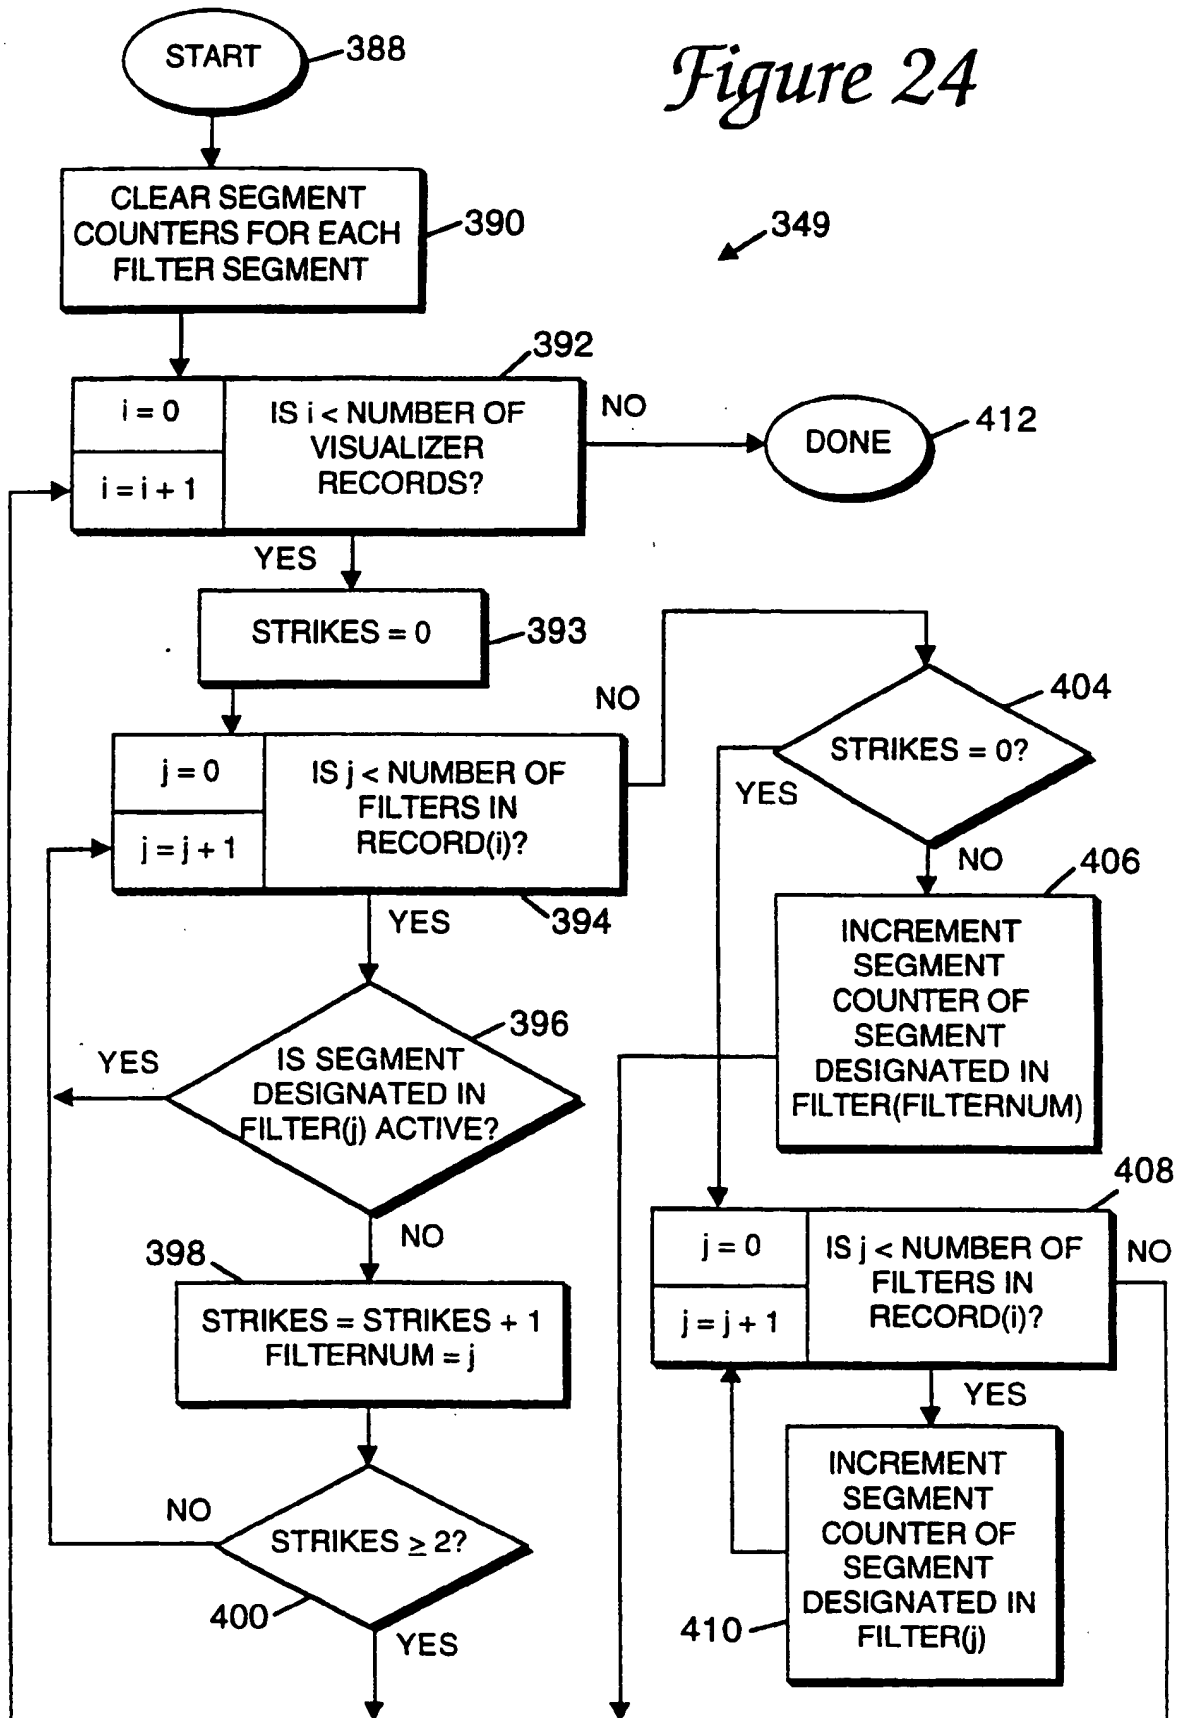 START
388
Figure 24
CLEAR SEGMENT
COUNTERS FOR EACH
FILTER SEGMENT
390
349
392
i = 0
i = i + 1
IS i < NUMBER OF
VISUALIZER
RECORDS?
NO
DONE
412
YES
STRIKES = 0
393
NO
404
STRIKES = 0?
YES
NO
j = 0
j = j + 1
IS j < NUMBER OF
FILTERS IN
RECORD(i)?
394
YES
406
INCREMENT
SEGMENT
COUNTER OF
SEGMENT
DESIGNATED IN
FILTER(FILTERNUM)
396
IS SEGMENT
DESIGNATED IN
FILTER(j) ACTIVE?
YES
NO
398
STRIKES = STRIKES + 1
FILTERNUM = j
408
j = 0
j = j + 1
IS j < NUMBER OF
FILTERS IN
RECORD(i)?
NO
YES
NO
STRIKES ≥ 2?
400
YES
INCREMENT
SEGMENT
COUNTER OF
SEGMENT
DESIGNATED IN
FILTER(j)
410